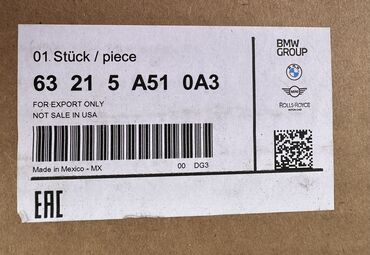 01 Stück / piece
63 21 5 A51 0A3
FOR EXPORT ONLY
NOT SALE IN USA
Made in Mexico - MX
00 DG3
BMW
GROUP
MINI
ROLLS-ROYCE
EAC